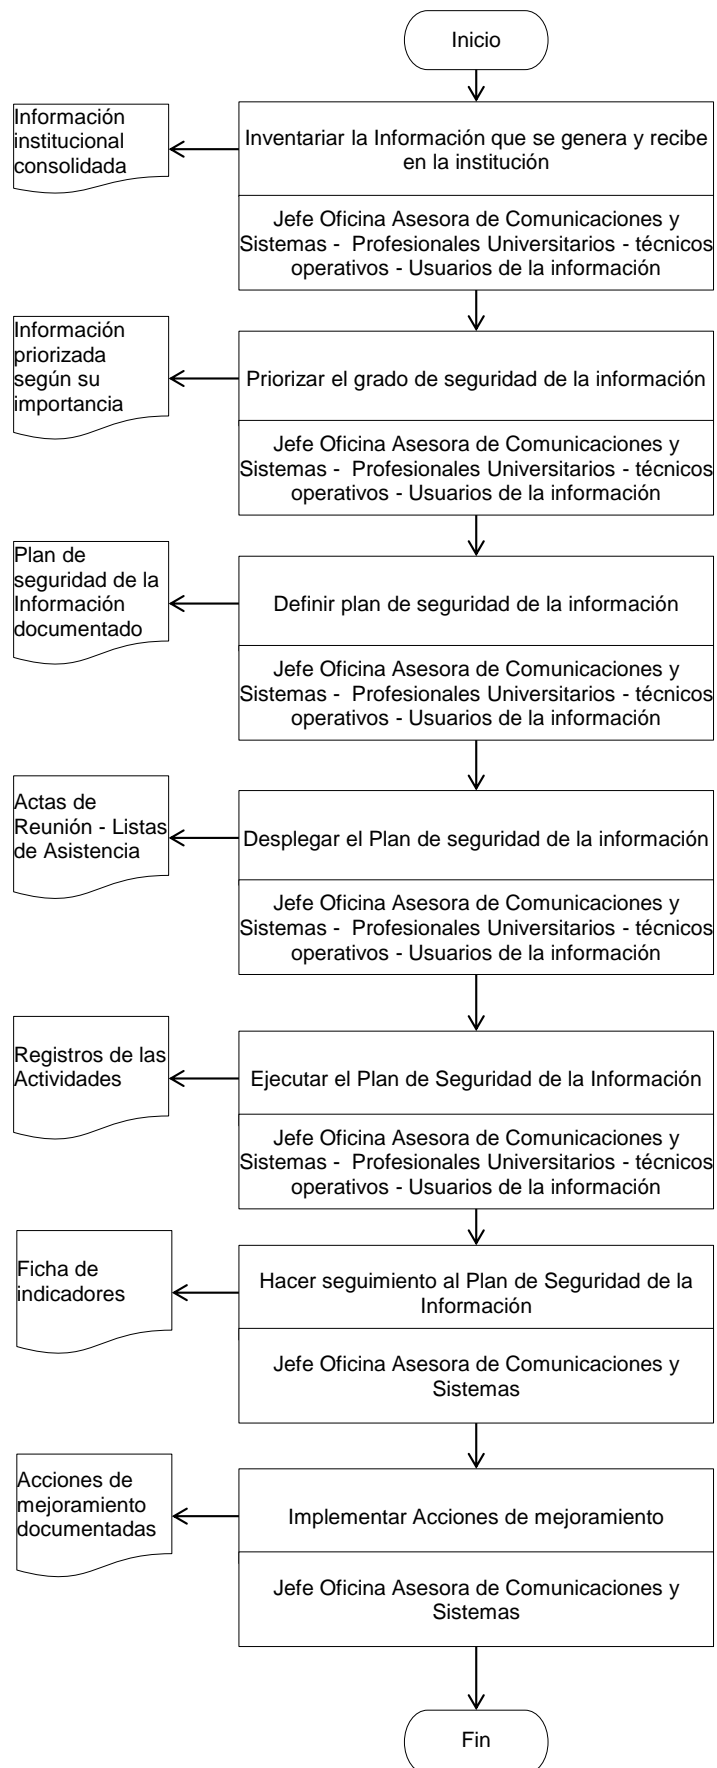 Inicio
Información
institucional
consolidada
Inventariar la Información que se genera y recibe
en la institución
Jefe Oficina Asesora de Comunicaciones y
Sistemas -  Profesionales Universitarios - técnicos
operativos - Usuarios de la información
Información
priorizada
según su
importancia
Priorizar el grado de seguridad de la información
Jefe Oficina Asesora de Comunicaciones y
Sistemas -  Profesionales Universitarios - técnicos
operativos - Usuarios de la información
Plan de
seguridad de la
Información
documentado
Definir plan de seguridad de la información
Jefe Oficina Asesora de Comunicaciones y
Sistemas -  Profesionales Universitarios - técnicos
operativos - Usuarios de la información
Actas de
Reunión - Listas
de Asistencia
Desplegar el Plan de seguridad de la información
Jefe Oficina Asesora de Comunicaciones y
Sistemas -  Profesionales Universitarios - técnicos
operativos - Usuarios de la información
Registros de las
Actividades
Ejecutar el Plan de Seguridad de la Información
Jefe Oficina Asesora de Comunicaciones y
Sistemas -  Profesionales Universitarios - técnicos
operativos - Usuarios de la información
Ficha de
indicadores
Hacer seguimiento al Plan de Seguridad de la
Información
Jefe Oficina Asesora de Comunicaciones y
Sistemas
Acciones de
mejoramiento
documentadas
Implementar Acciones de mejoramiento
Jefe Oficina Asesora de Comunicaciones y
Sistemas
Fin